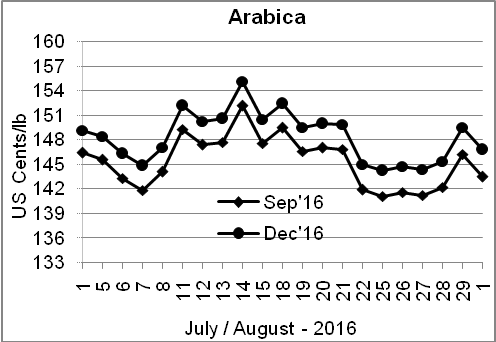 Arabica
160
157
154
151
148
145
142
139
136
133
US Cents/lb
Sep'16
Dec'16
1 5 6 7 8 11 12 13 14 15 18 19 20 21 22 25 26 27 28 29 1
July / August - 2016